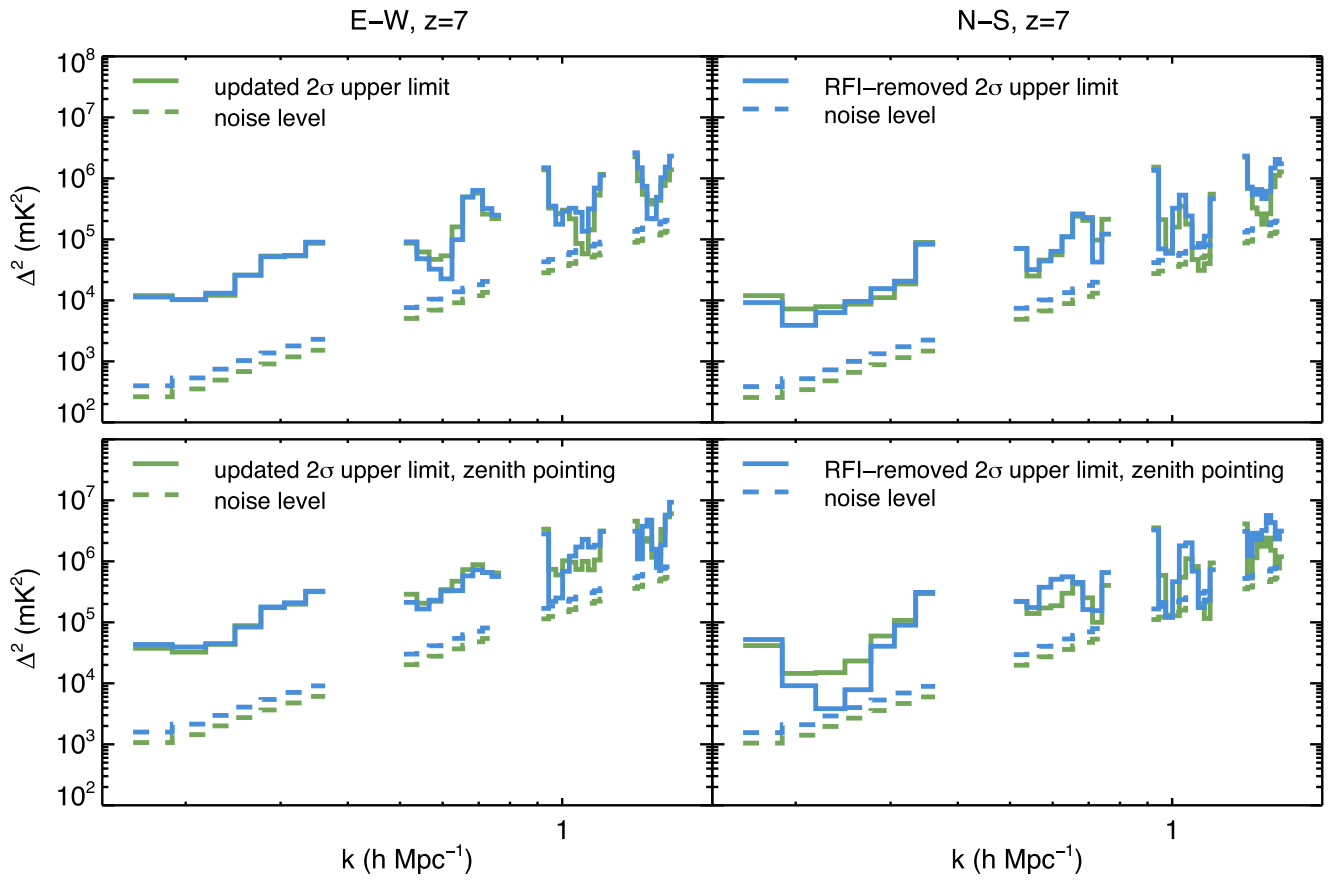 E−W, z=7
N−S, z=7
10⁸
10⁷
10⁶
10⁵
10⁴
10³
10²
Δ² (mK²)
updated 2σ upper limit
noise level
RFI−removed 2σ upper limit
noise level
10⁷
10⁶
10⁵
10⁴
10³
10²
Δ² (mK²)
updated 2σ upper limit, zenith pointing
noise level
RFI−removed 2σ upper limit, zenith pointing
noise level
1
1
k (h Mpc⁻¹)
k (h Mpc⁻¹)